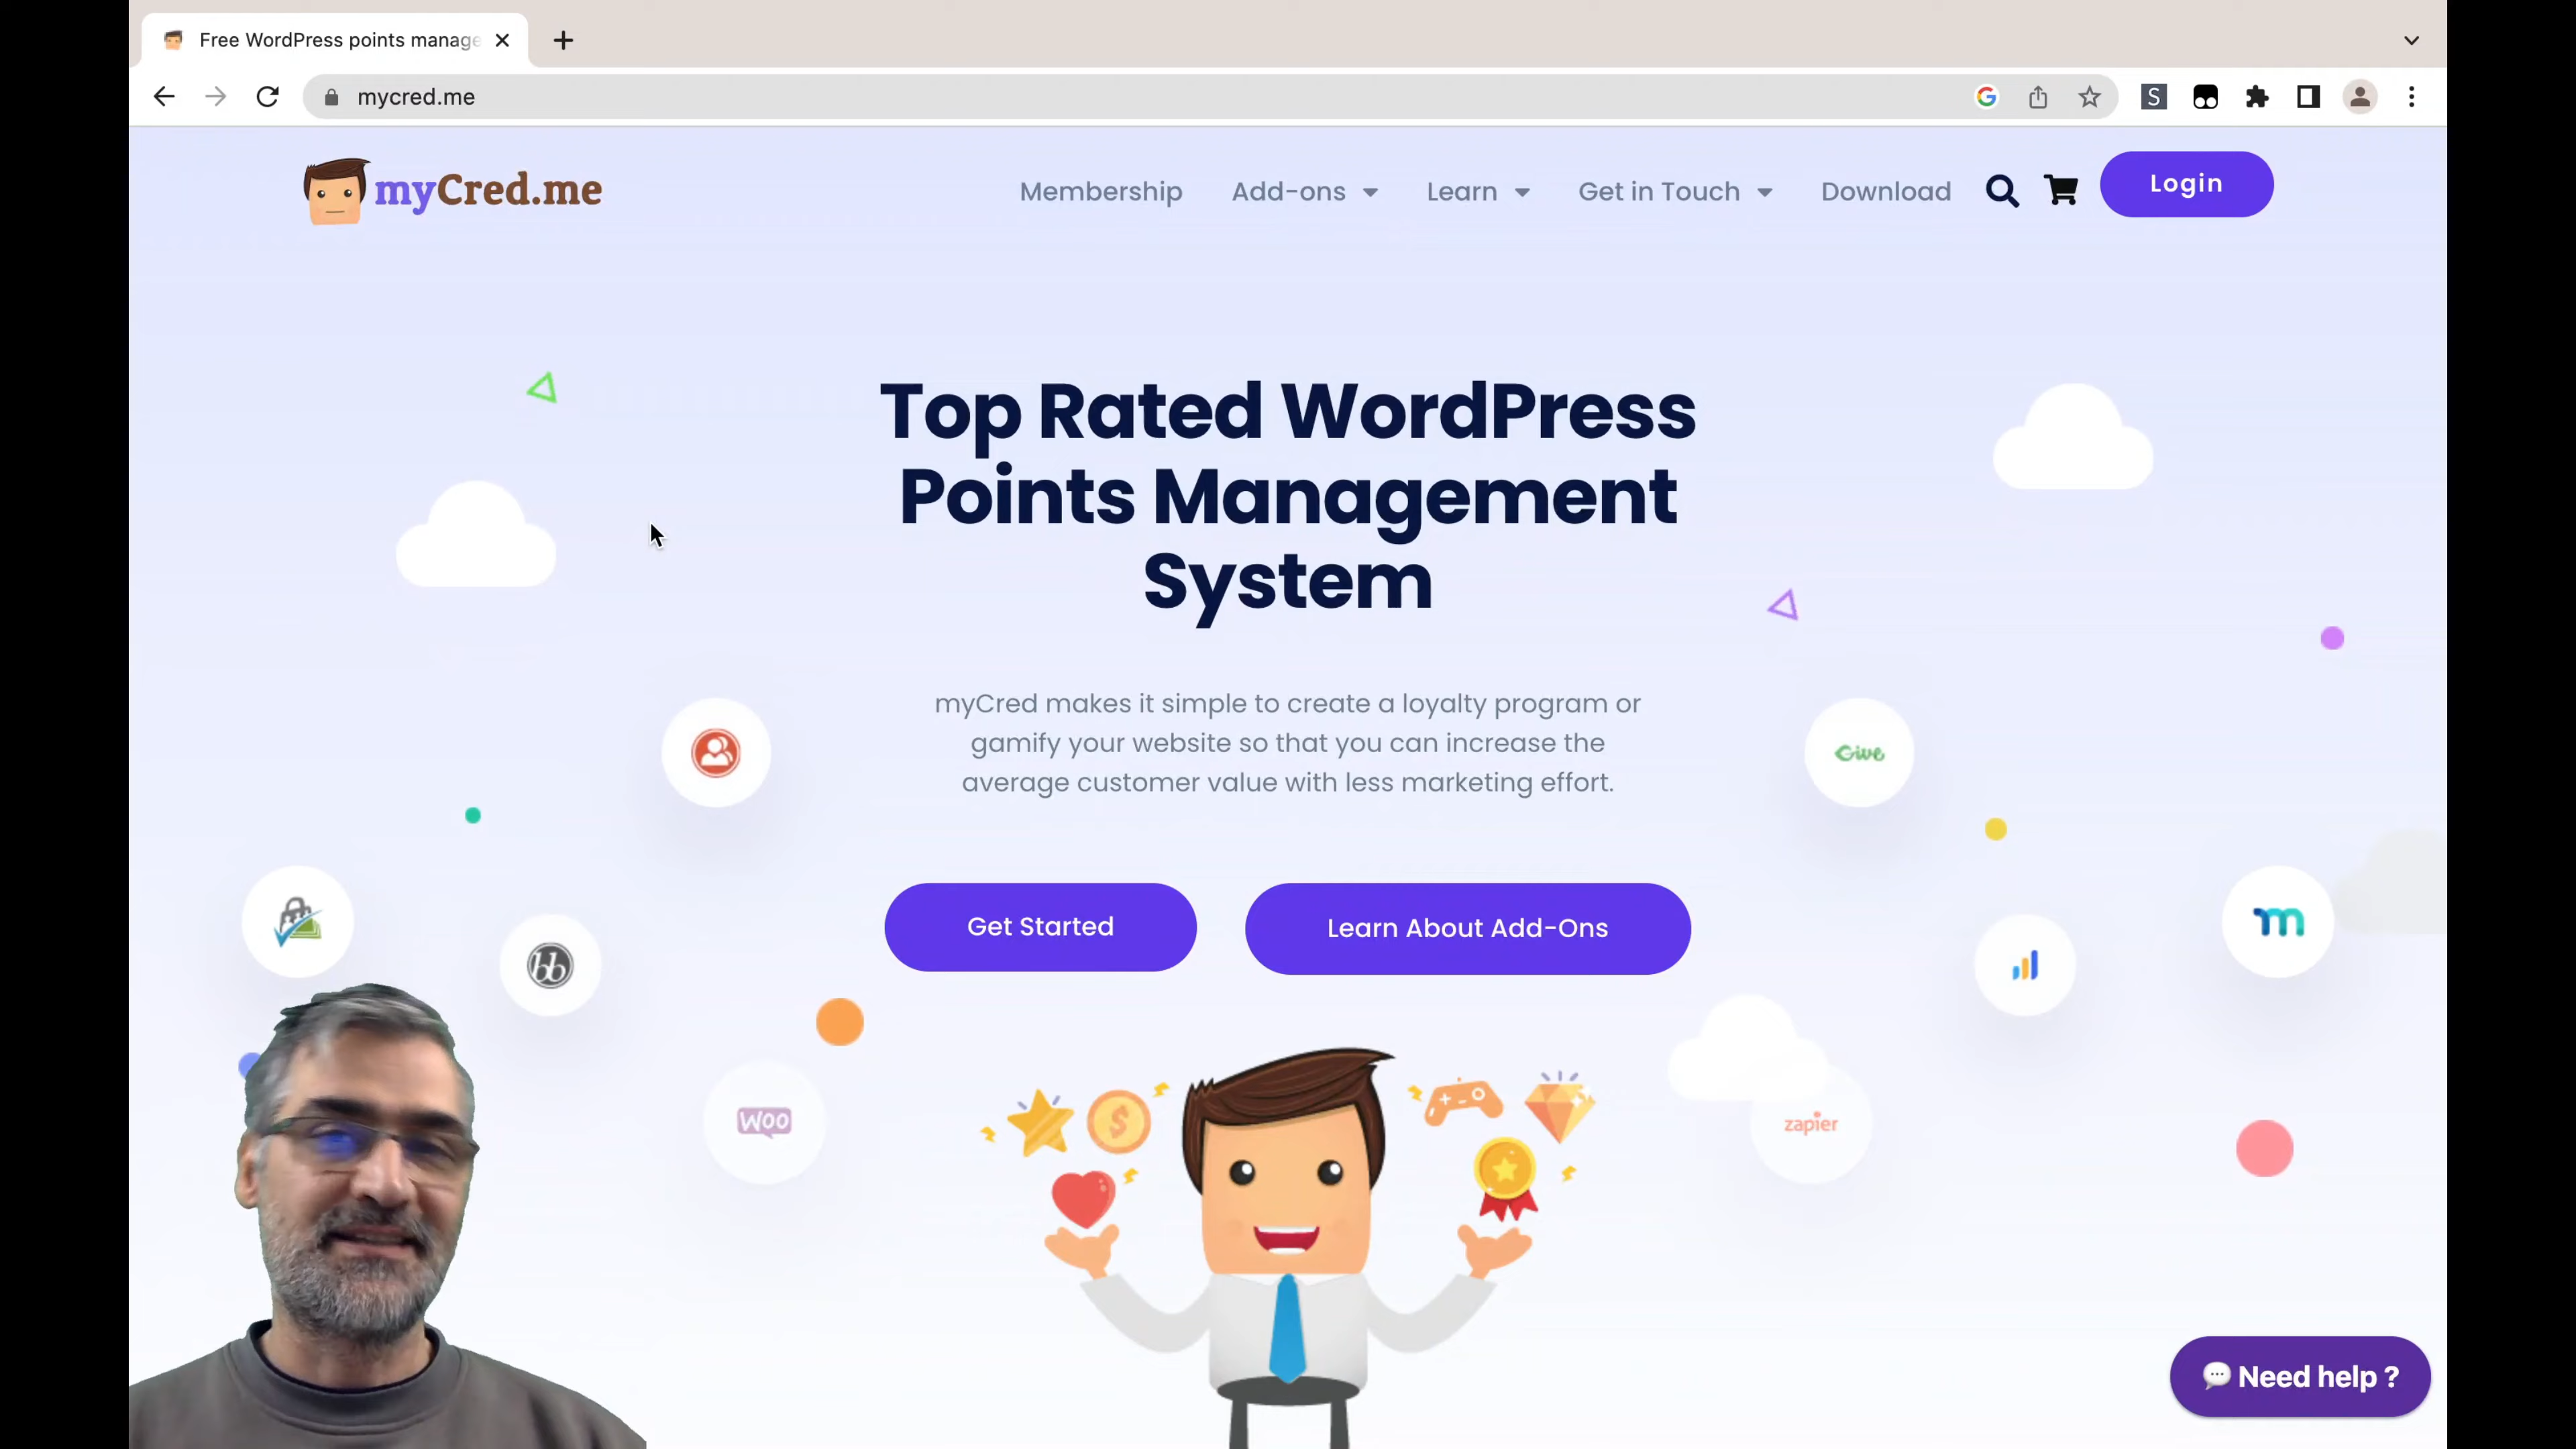 Free WordPress points manage
mycred.me
S
myCred.me
Membership
Add-ons
Learn
Get in Touch
Download
Login
Top Rated WordPress
Points Management
System
myCred makes it simple to create a loyalty program or
gamify your website so that you can increase the
average customer value with less marketing effort.
Give
Get Started
Learn About Add-Ons
bb
m
Woo
zapier
$
Need help ?